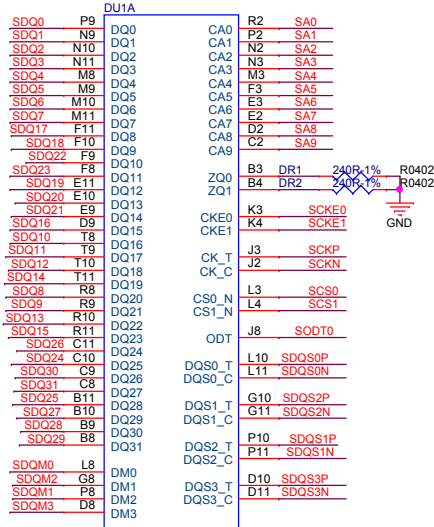 DU1A
SDQ0 P9 DQ0 CA0 R2 SA0
SDQ1 N9 DQ1 CA1 P2 SA1
SDQ2 N10 DQ2 CA2 N2 SA2
SDQ3 N11 DQ3 CA3 N3 SA3
SDQ4 M8 DQ4 CA4 M3 SA4
SDQ5 M9 DQ5 CA5 F3 SA5
SDQ6 M10 DQ6 CA6 E3 SA6
SDQ7 M11 DQ7 CA7 E2 SA7
SDQ17 F11 DQ8 CA8 D2 SA8
SDQ18 F10 DQ9 CA9 C2 SA9
SDQ22 F9 DQ10
SDQ23 F8 DQ11 ZQ0 B3 DR1 240R-1% R0402
SDQ19 E11 DQ12 ZQ1 B4 DR2 240R-1% R0402
SDQ20 E10 DQ13
SDQ21 E9 DQ14 CKE0 K3 SCKE0
SDQ16 D9 DQ15 CKE1 K4 SCKE1
GND
SDQ10 T8 DQ16
SDQ11 T9 DQ17 CK_T J3 SCKP
SDQ12 T10 DQ18 CK_C J2 SCKN
SDQ14 T11 DQ19
SDQ8 R8 DQ20 CS0_N L3 SCS0
SDQ9 R9 DQ21 CS1_N L4 SCS1
SDQ13 R10 DQ22
SDQ15 R11 DQ23 ODT J8 SODT0
SDQ26 C11 DQ24
SDQ24 C10 DQ25 DQS0_T L10 SDQS0P
SDQ30 C9 DQ26 DQS0_C L11 SDQS0N
SDQ31 C8 DQ27
SDQ25 B11 DQ28 DQS1_T G10 SDQS2P
SDQ27 B10 DQ29 DQS1_C G11 SDQS2N
SDQ28 B9 DQ30
SDQ29 B8 DQ31 DQS2_T P10 SDQS1P
DQS2_C P11 SDQS1N
SDQM0 L8 DM0
SDQM2 G8 DM1 DQS3_T D10 SDQS3P
SDQM1 P8 DM2 DQS3_C D11 SDQS3N
SDQM3 D8 DM3